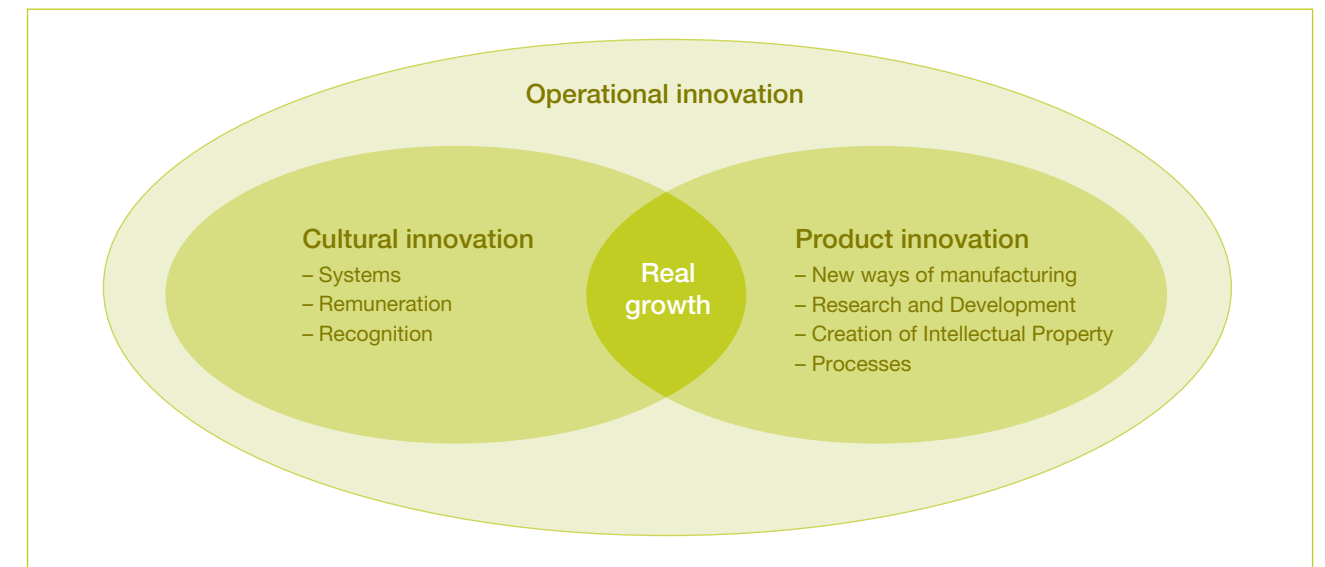 Operational innovation
Cultural innovation
– Systems
– Remuneration
– Recognition
Real
growth
Product innovation
– New ways of manufacturing
– Research and Development
– Creation of Intellectual Property
– Processes